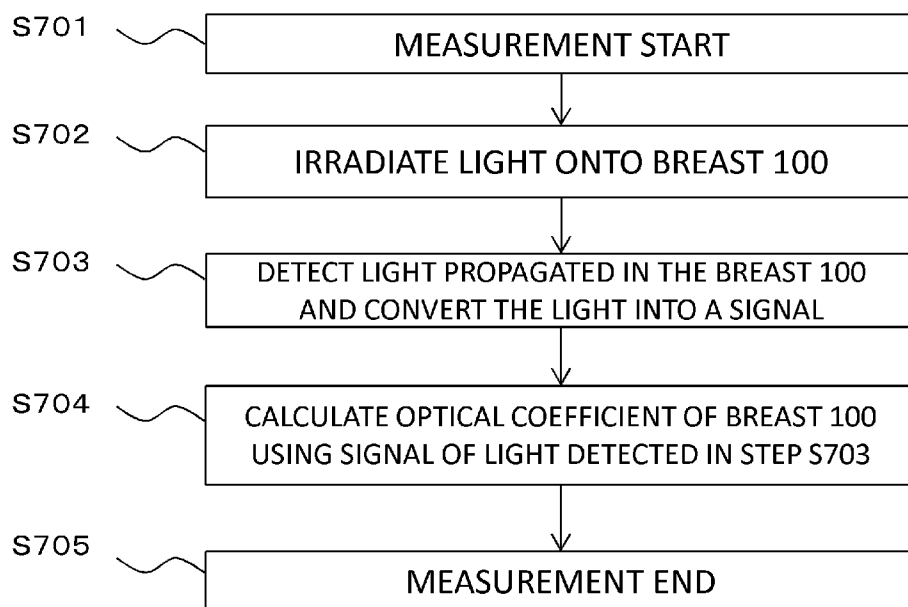 S701
MEASUREMENT START
S702
IRRADIATE LIGHT ONTO BREAST 100
S703
DETECT LIGHT PROPAGATED IN THE BREAST 100
AND CONVERT THE LIGHT INTO A SIGNAL
S704
CALCULATE OPTICAL COEFFICIENT OF BREAST 100
USING SIGNAL OF LIGHT DETECTED IN STEP S703
S705
MEASUREMENT END